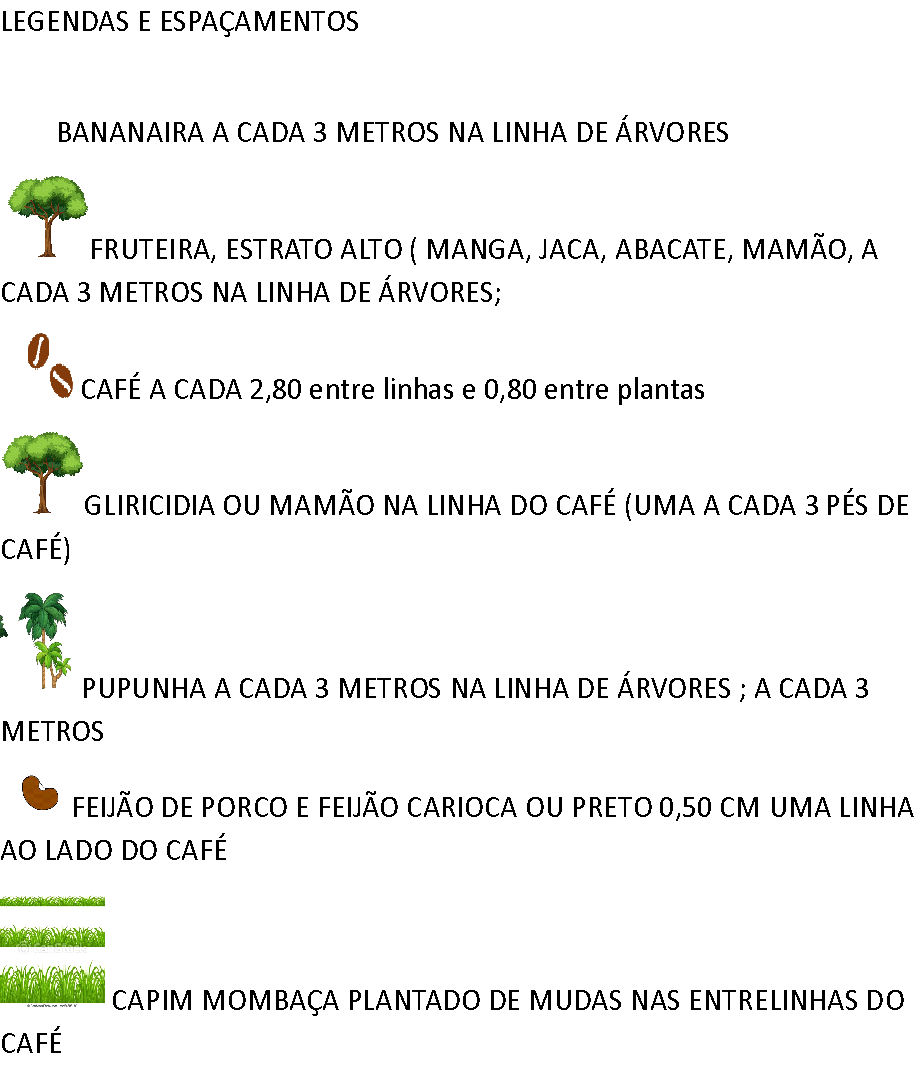 LEGENDAS E ESPAÇAMENTOS
BANANAIRA A CADA 3 METROS NA LINHA DE ÁRVORES
FRUTEIRA, ESTRATO ALTO ( MANGA, JACA, ABACATE, MAMÃO, A
CADA 3 METROS NA LINHA DE ÁRVORES;
CAFÉ A CADA 2,80 entre linhas e 0,80 entre plantas
GLIRICIDIA OU MAMÃO NA LINHA DO CAFÉ (UMA A CADA 3 PÉS DE
CAFÉ)
PUPUNHA A CADA 3 METROS NA LINHA DE ÁRVORES ; A CADA 3
METROS
FEIJÃO DE PORCO E FEIJÃO CARIOCA OU PRETO 0,50 CM UMA LINHA
AO LADO DO CAFÉ
CAPIM MOMBAÇA PLANTADO DE MUDAS NAS ENTRELINHAS DO
CAFÉ